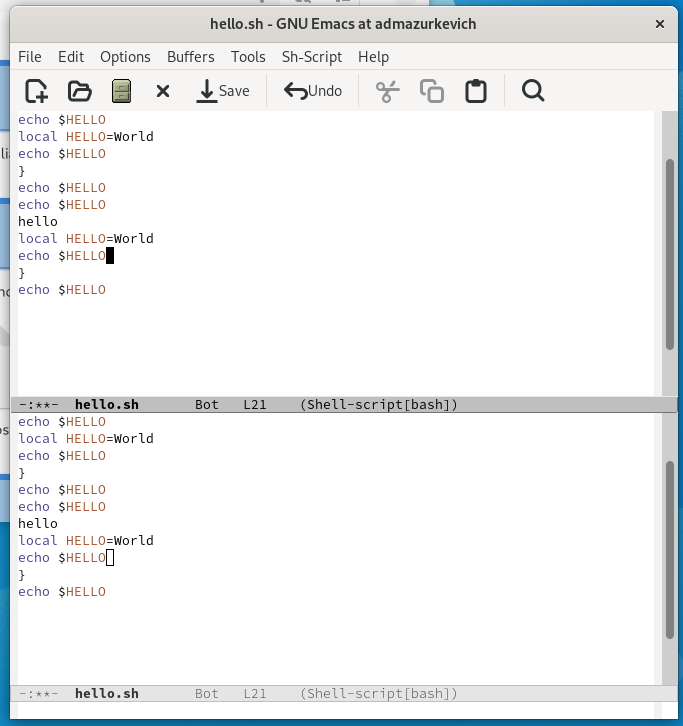 hello.sh - GNU Emacs at admazurkevich
File Edit Options Buffers Tools Sh-Script Help
Save Undo
echo $HELLO
local HELLO=World
echo $HELLO
}
echo $HELLO
echo $HELLO
hello
local HELLO=World
echo $HELLO
}
echo $HELLO
-:**- hello.sh Bot L21 (Shell-script[bash])
echo $HELLO
local HELLO=World
echo $HELLO
}
echo $HELLO
echo $HELLO
hello
local HELLO=World
echo $HELLO
}
echo $HELLO
-:**- hello.sh Bot L21 (Shell-script[bash])